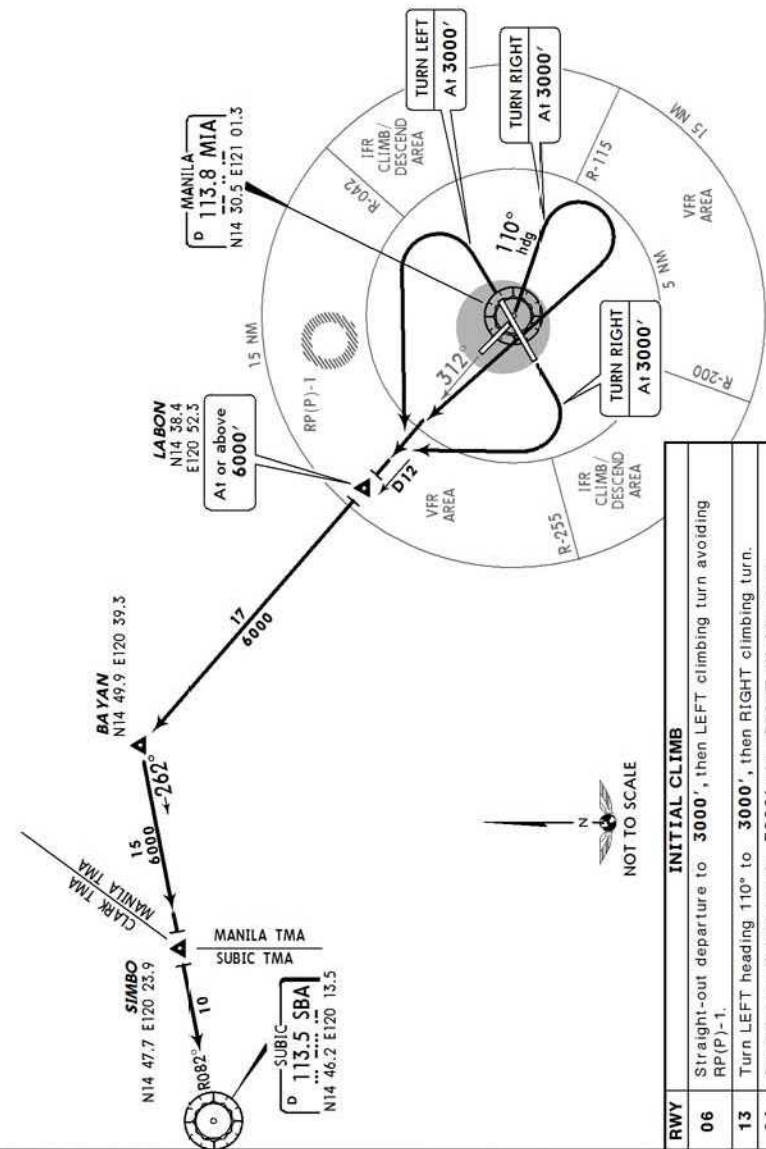 MANILA
D 113.8 MIA
N14 30.5 E121 01.3
TURN LEFT
At 3000'
TURN RIGHT
At 3000'
IFR
CLIMB/
DESCEND
AREA
R-042
15 NM
RP(P)-1
LABON
N14 38.4
E120 52.3
At or above
6000'
110°
hdg
R-115
15 NM
VFR
AREA
5 NM
312°
R-200
TURN RIGHT
At 3000'
D12
VFR
AREA
R-255
IFR
CLIMB/
DESCEND
AREA
17
6000
BAYAN
N14 49.9 E120 39.3
262°
15
6000
CLARK TMA
MANILA TMA
MANILA TMA
SUBIC TMA
SIMBO
N14 47.7 E120 23.9
10
R082°
SUBIC
D 113.5 SBA
N14 46.2 E120 13.5
N
NOT TO SCALE
RWY INITIAL CLIMB
06 Straight-out departure to 3000', then LEFT climbing turn avoiding
RP(P)-1.
13 Turn LEFT heading 110° to 3000', then RIGHT climbing turn.